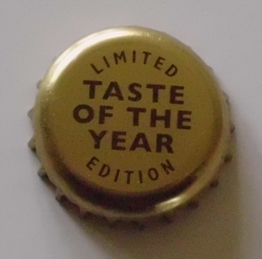 LIMITED
TASTE
OF THE
YEAR
EDITION